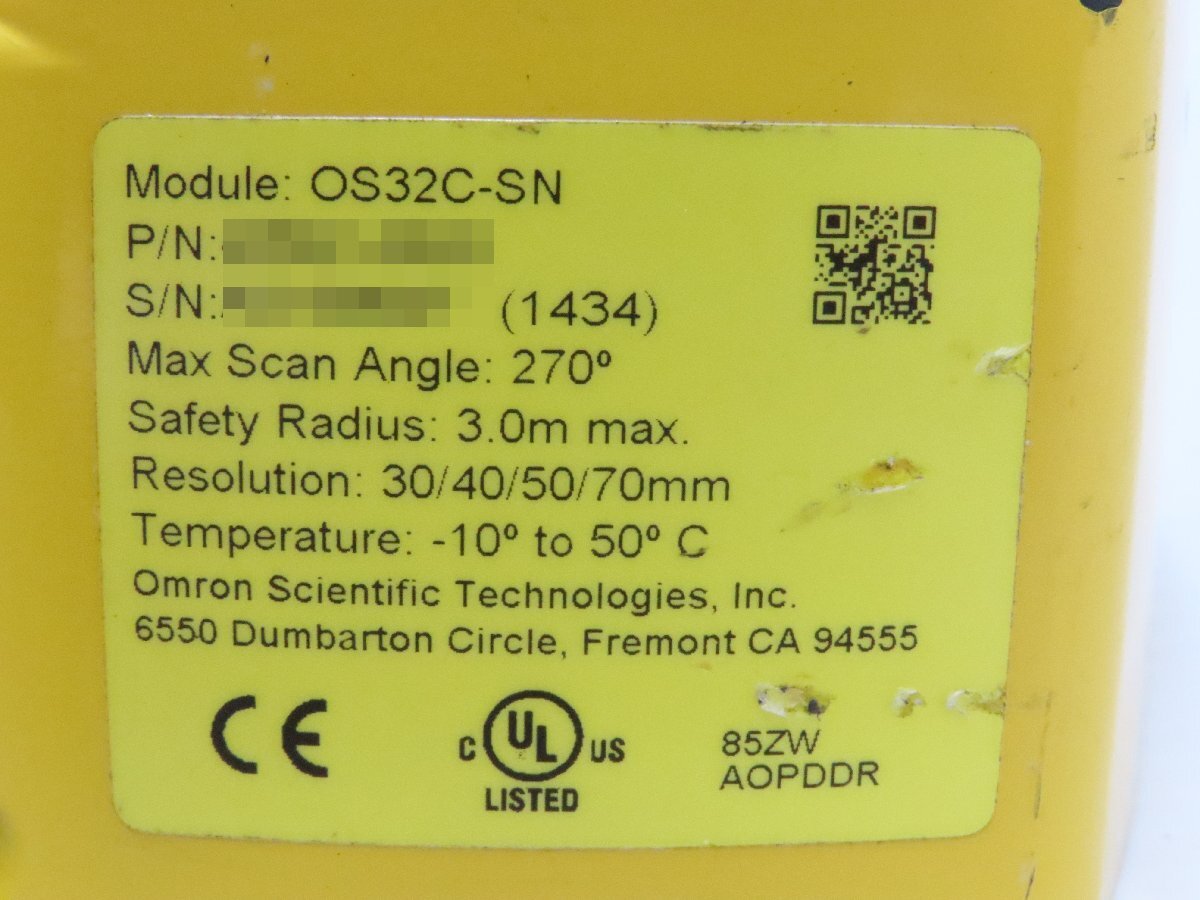 Module: OS32C-SN
P/N:
S/N: (1434)
Max Scan Angle: 270º
Safety Radius: 3.0m max.
Resolution: 30/40/50/70mm
Temperature: -10º to 50º C
Omron Scientific Technologies, Inc.
6550 Dumbarton Circle, Fremont CA 94555
CE
C UL US
LISTED
85ZW
AOPDDR